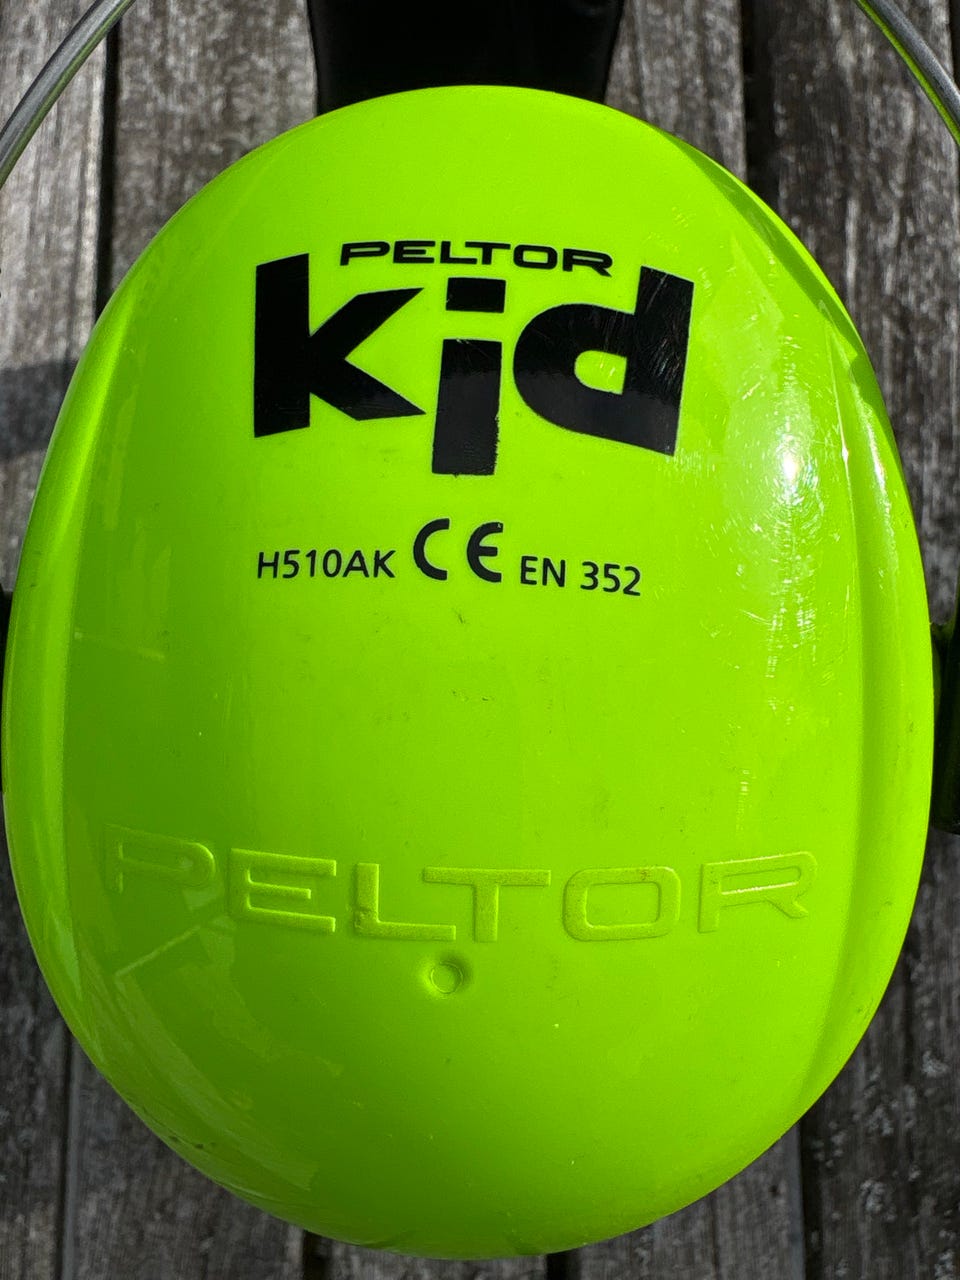 PELTOR
kid
H510AK CE EN 352
PELTOR